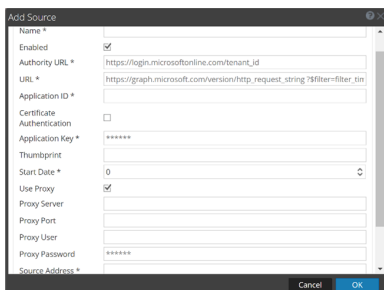 Add Source
Name *
Enabled
Authority URL * https://login.microsoftonline.com/tenant_id
URL * https://graph.microsoft.com/version/http_request_string ?$filter=filter_tim
Application ID *
Certificate
Authentication
Application Key * ******
Thumbprint
Start Date * 0
Use Proxy
Proxy Server
Proxy Port
Proxy User
Proxy Password ******
Source Address *
Cancel OK